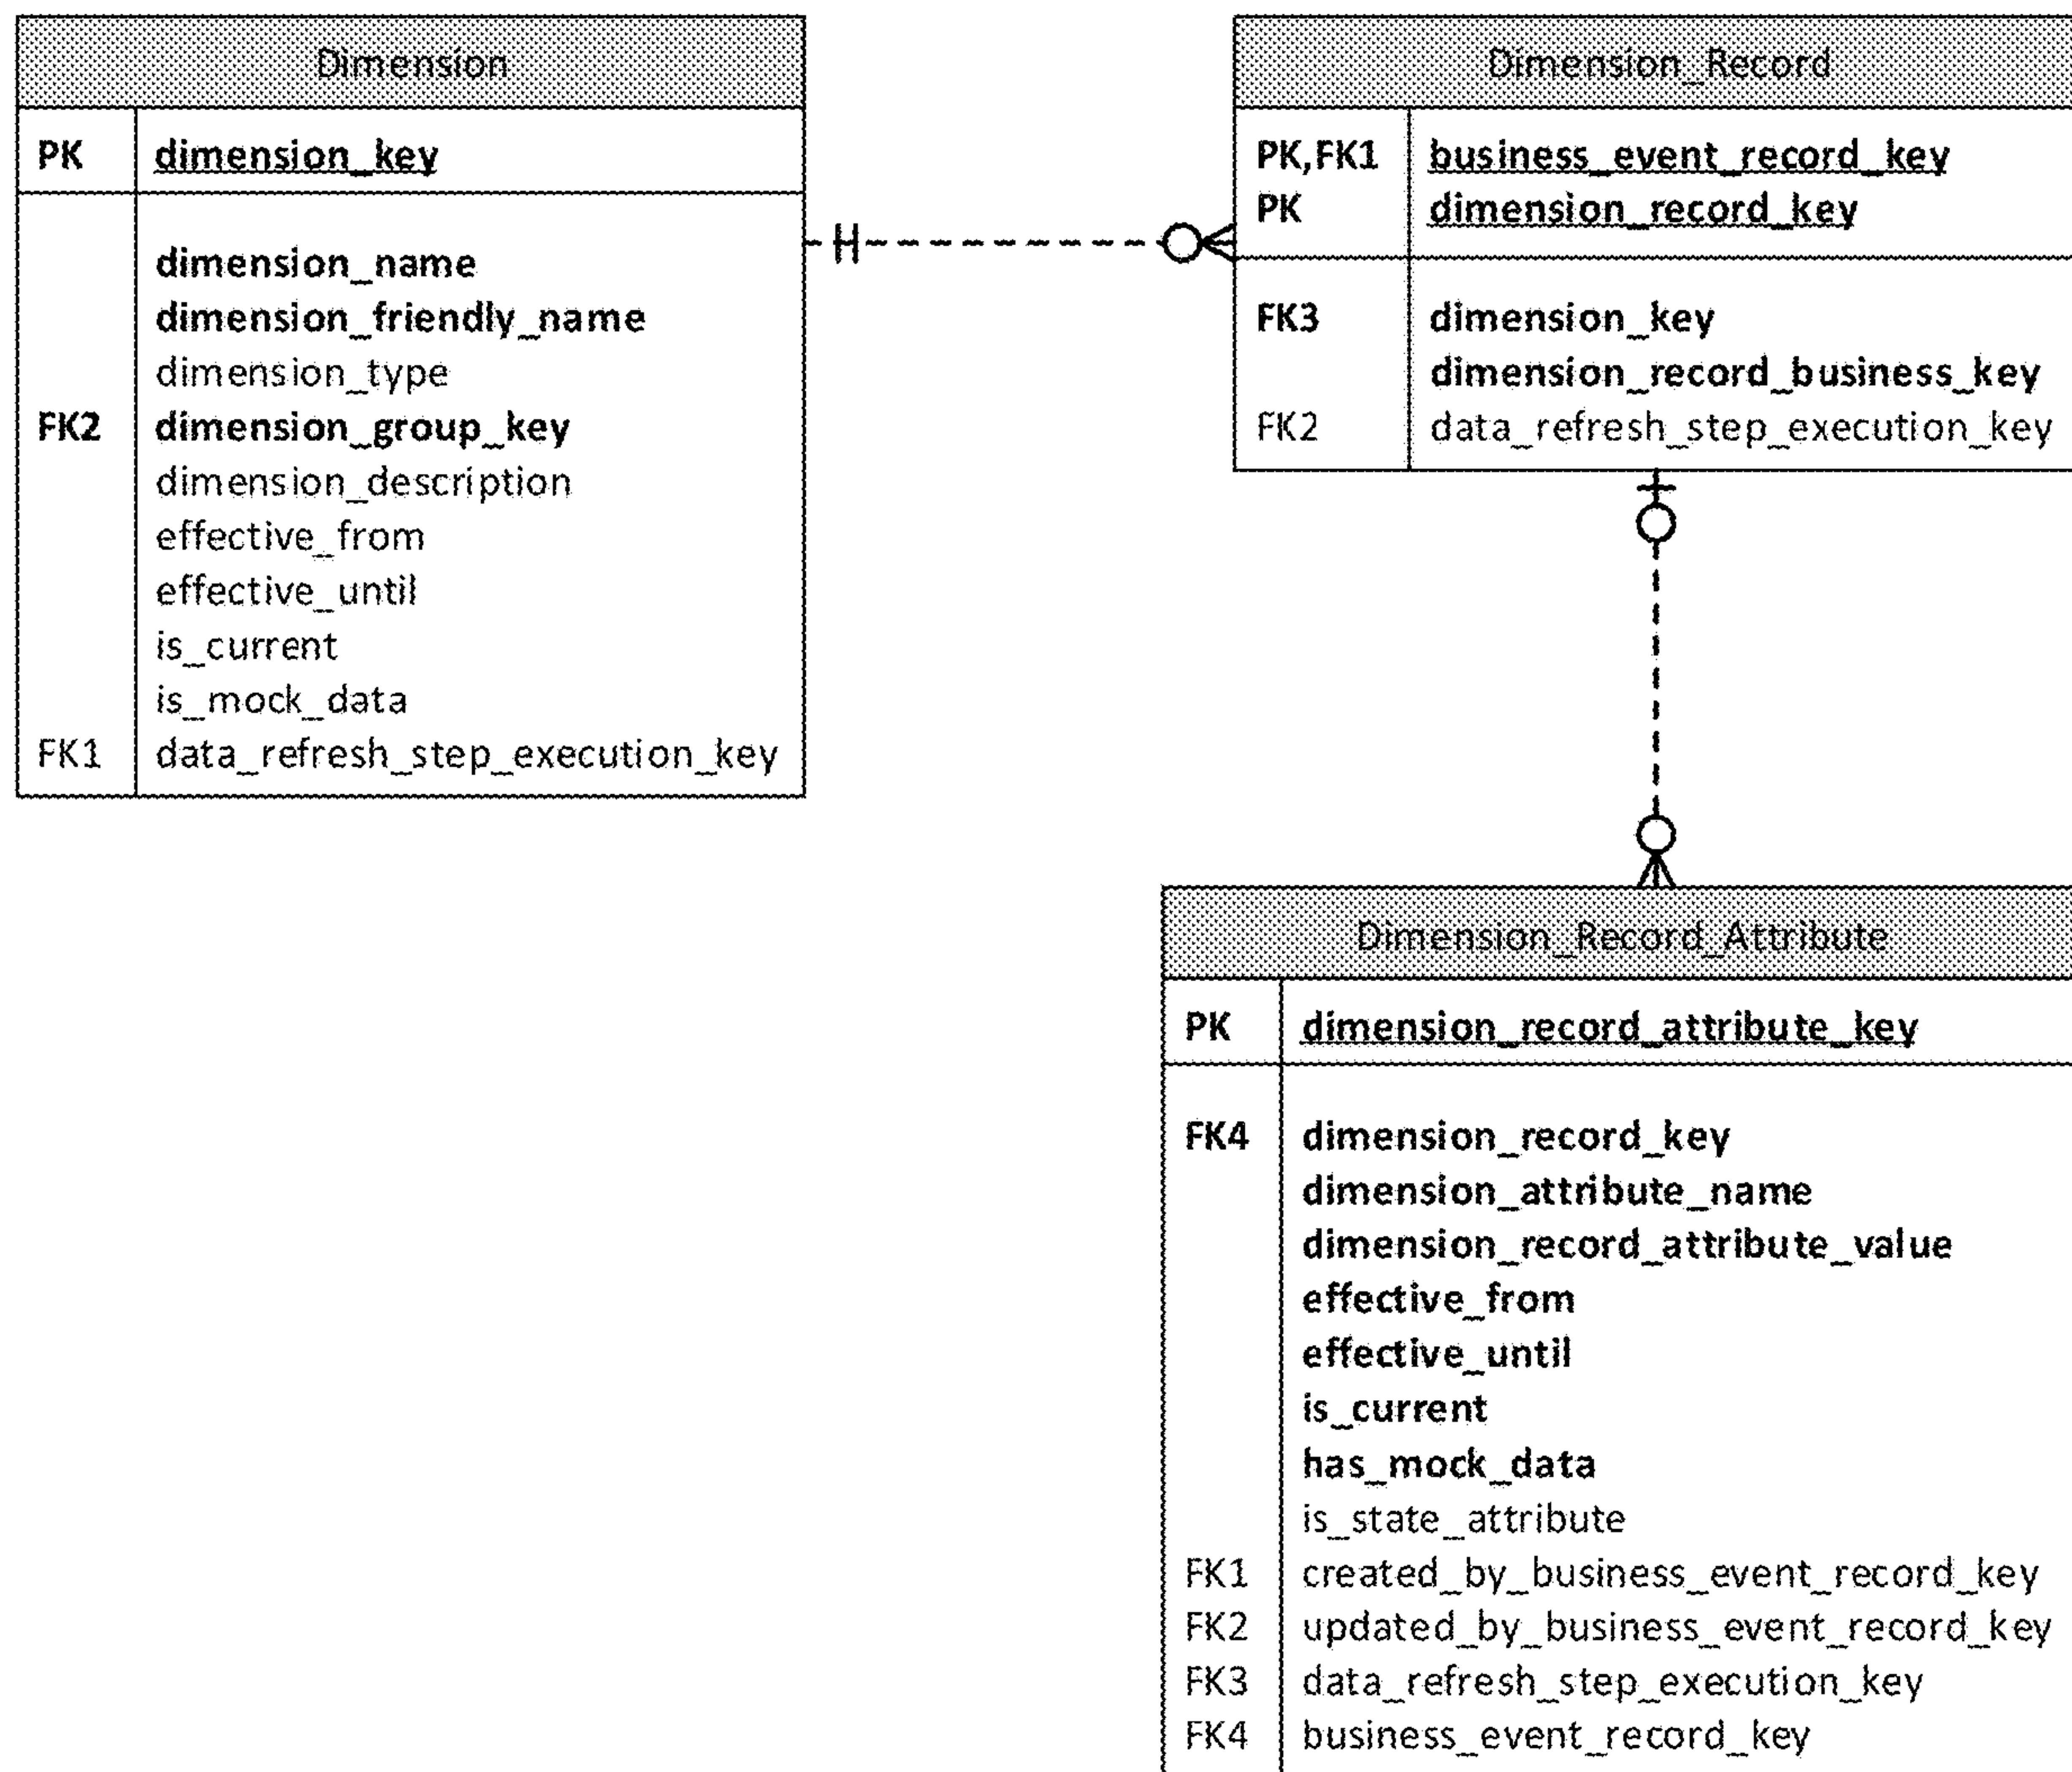 Dimension
PK dimension_key
dimension_name
dimension_friendly_name
dimension_type
FK2 dimension_group_key
dimension_description
effective_from
effective_until
is_current
is_mock_data
FK1 data_refresh_step_execution_key
Dimension_Record
PK,FK1 business_event_record_key
PK dimension_record_key
FK3 dimension_key
dimension_record_business_key
FK2 data_refresh_step_execution_key
Dimension_Record_Attribute
PK dimension_record_attribute_key
FK4 dimension_record_key
dimension_attribute_name
dimension_record_attribute_value
effective_from
effective_until
is_current
has_mock_data
is_state_attribute
FK1 created_by_business_event_record_key
FK2 updated_by_business_event_record_key
FK3 data_refresh_step_execution_key
FK4 business_event_record_key